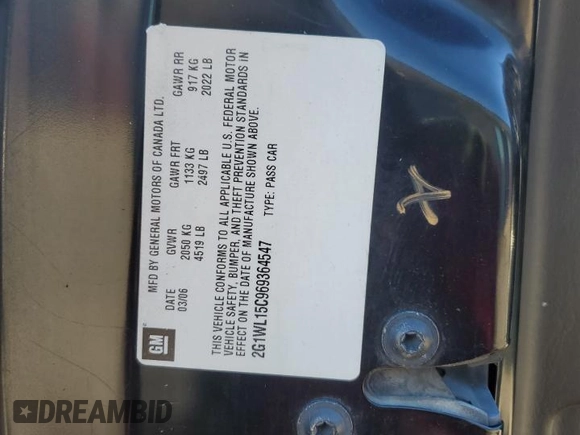 MFD BY GENERAL MOTORS OF CANADA LTD.
DATE GVWR GAWR FRT GAWR RR
03/06 2050 KG 1133 KG 917 KG
4519 LB 2497 LB 2022 LB
THIS VEHICLE CONFORMS TO ALL APPLICABLE U.S. FEDERAL MOTOR
VEHICLE SAFETY, BUMPER, AND THEFT PREVENTION STANDARDS IN
EFFECT ON THE DATE OF MANUFACTURE SHOWN ABOVE.
2G1WL15C969364547 TYPE: PASS CAR
GM
DREAMBID